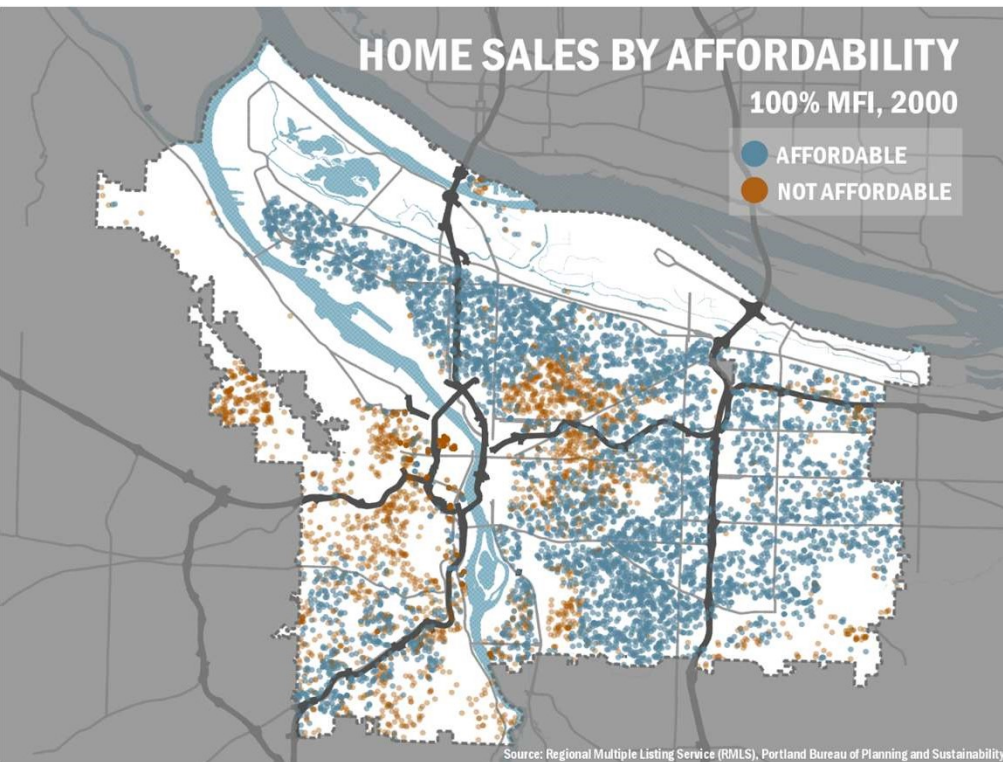 HOME SALES BY AFFORDABILITY
100% MFI, 2000
AFFORDABLE
NOT AFFORDABLE
Source: Regional Multiple Listing Service (RMLS), Portland Bureau of Planning and Sustainability